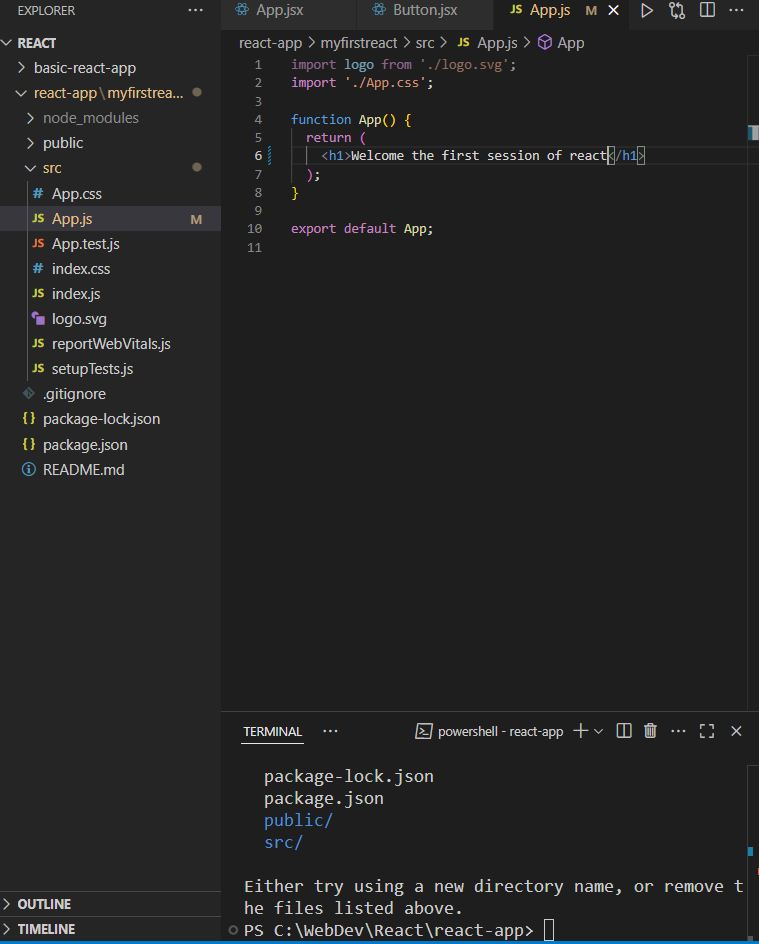 EXPLORER ···
REACT
basic-react-app
react-app\myfirstrea...
node_modules
public
src
# App.css
JS App.js M
JS App.test.js
# index.css
JS index.js
logo.svg
JS reportWebVitals.js
JS setupTests.js
.gitignore
{} package-lock.json
{} package.json
README.md
OUTLINE
TIMELINE
App.jsx Button.jsx JS App.js M
react-app > myfirstreact > src > JS App.js > App
1 import logo from './logo.svg';
2 import './App.css';
3
4 function App() {
5 return (
6 <h1>Welcome the first session of react</h1>
7 );
8 }
9
10 export default App;
11
TERMINAL ··· powershell - react-app
package-lock.json
package.json
public/
src/
Either try using a new directory name, or remove t
he files listed above.
PS C:\WebDev\React\react-app>